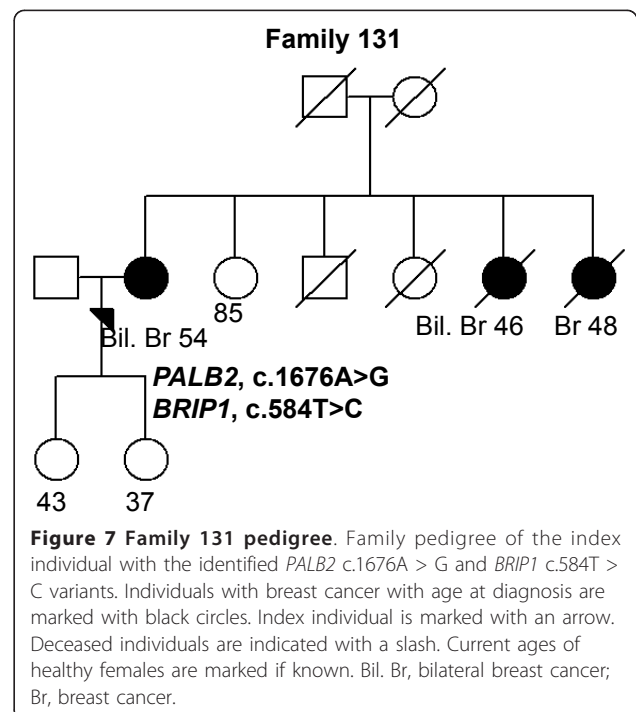 Family 131
85
Bil. Br 54
Bil. Br 46
Br 48
PALB2, c.1676A>G
BRIP1, c.584T>C
43
37
Figure 7 Family 131 pedigree. Family pedigree of the index
individual with the identified PALB2 c.1676A > G and BRIP1 c.584T >
C variants. Individuals with breast cancer with age at diagnosis are
marked with black circles. Index individual is marked with an arrow.
Deceased individuals are indicated with a slash. Current ages of
healthy females are marked if known. Bil. Br, bilateral breast cancer;
Br, breast cancer.